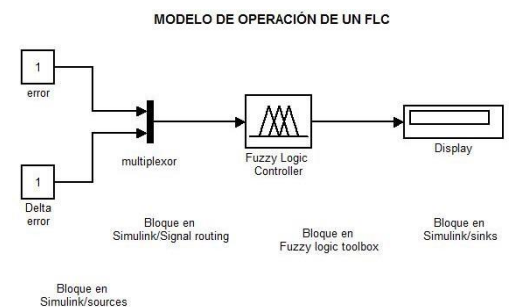 MODELO DE OPERACIÓN DE UN FLC
1
error
1
Delta
error
multiplexor
Fuzzy Logic
Controller
Display
Bloque en
Simulink/Signal routing
Bloque en
Fuzzy logic toolbox
Bloque en
Simulink/sinks
Bloque en
Simulink/sources